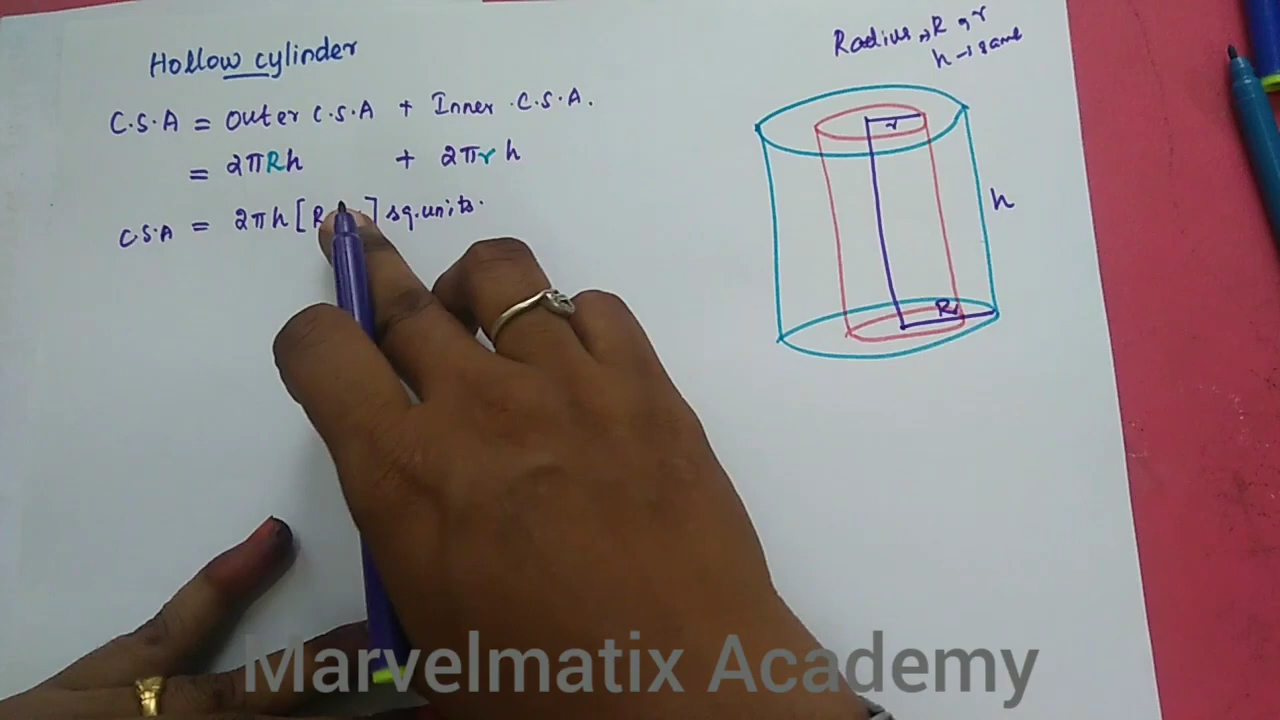 Hollow cylinder
C.S.A = outer C.S.A + Inner C.S.A.
= 2πRh + 2πrh
C.S.A = 2πh [R ] sq.units.
Radius → R, r
h → same
r
h
R
Marvelmatix Academy